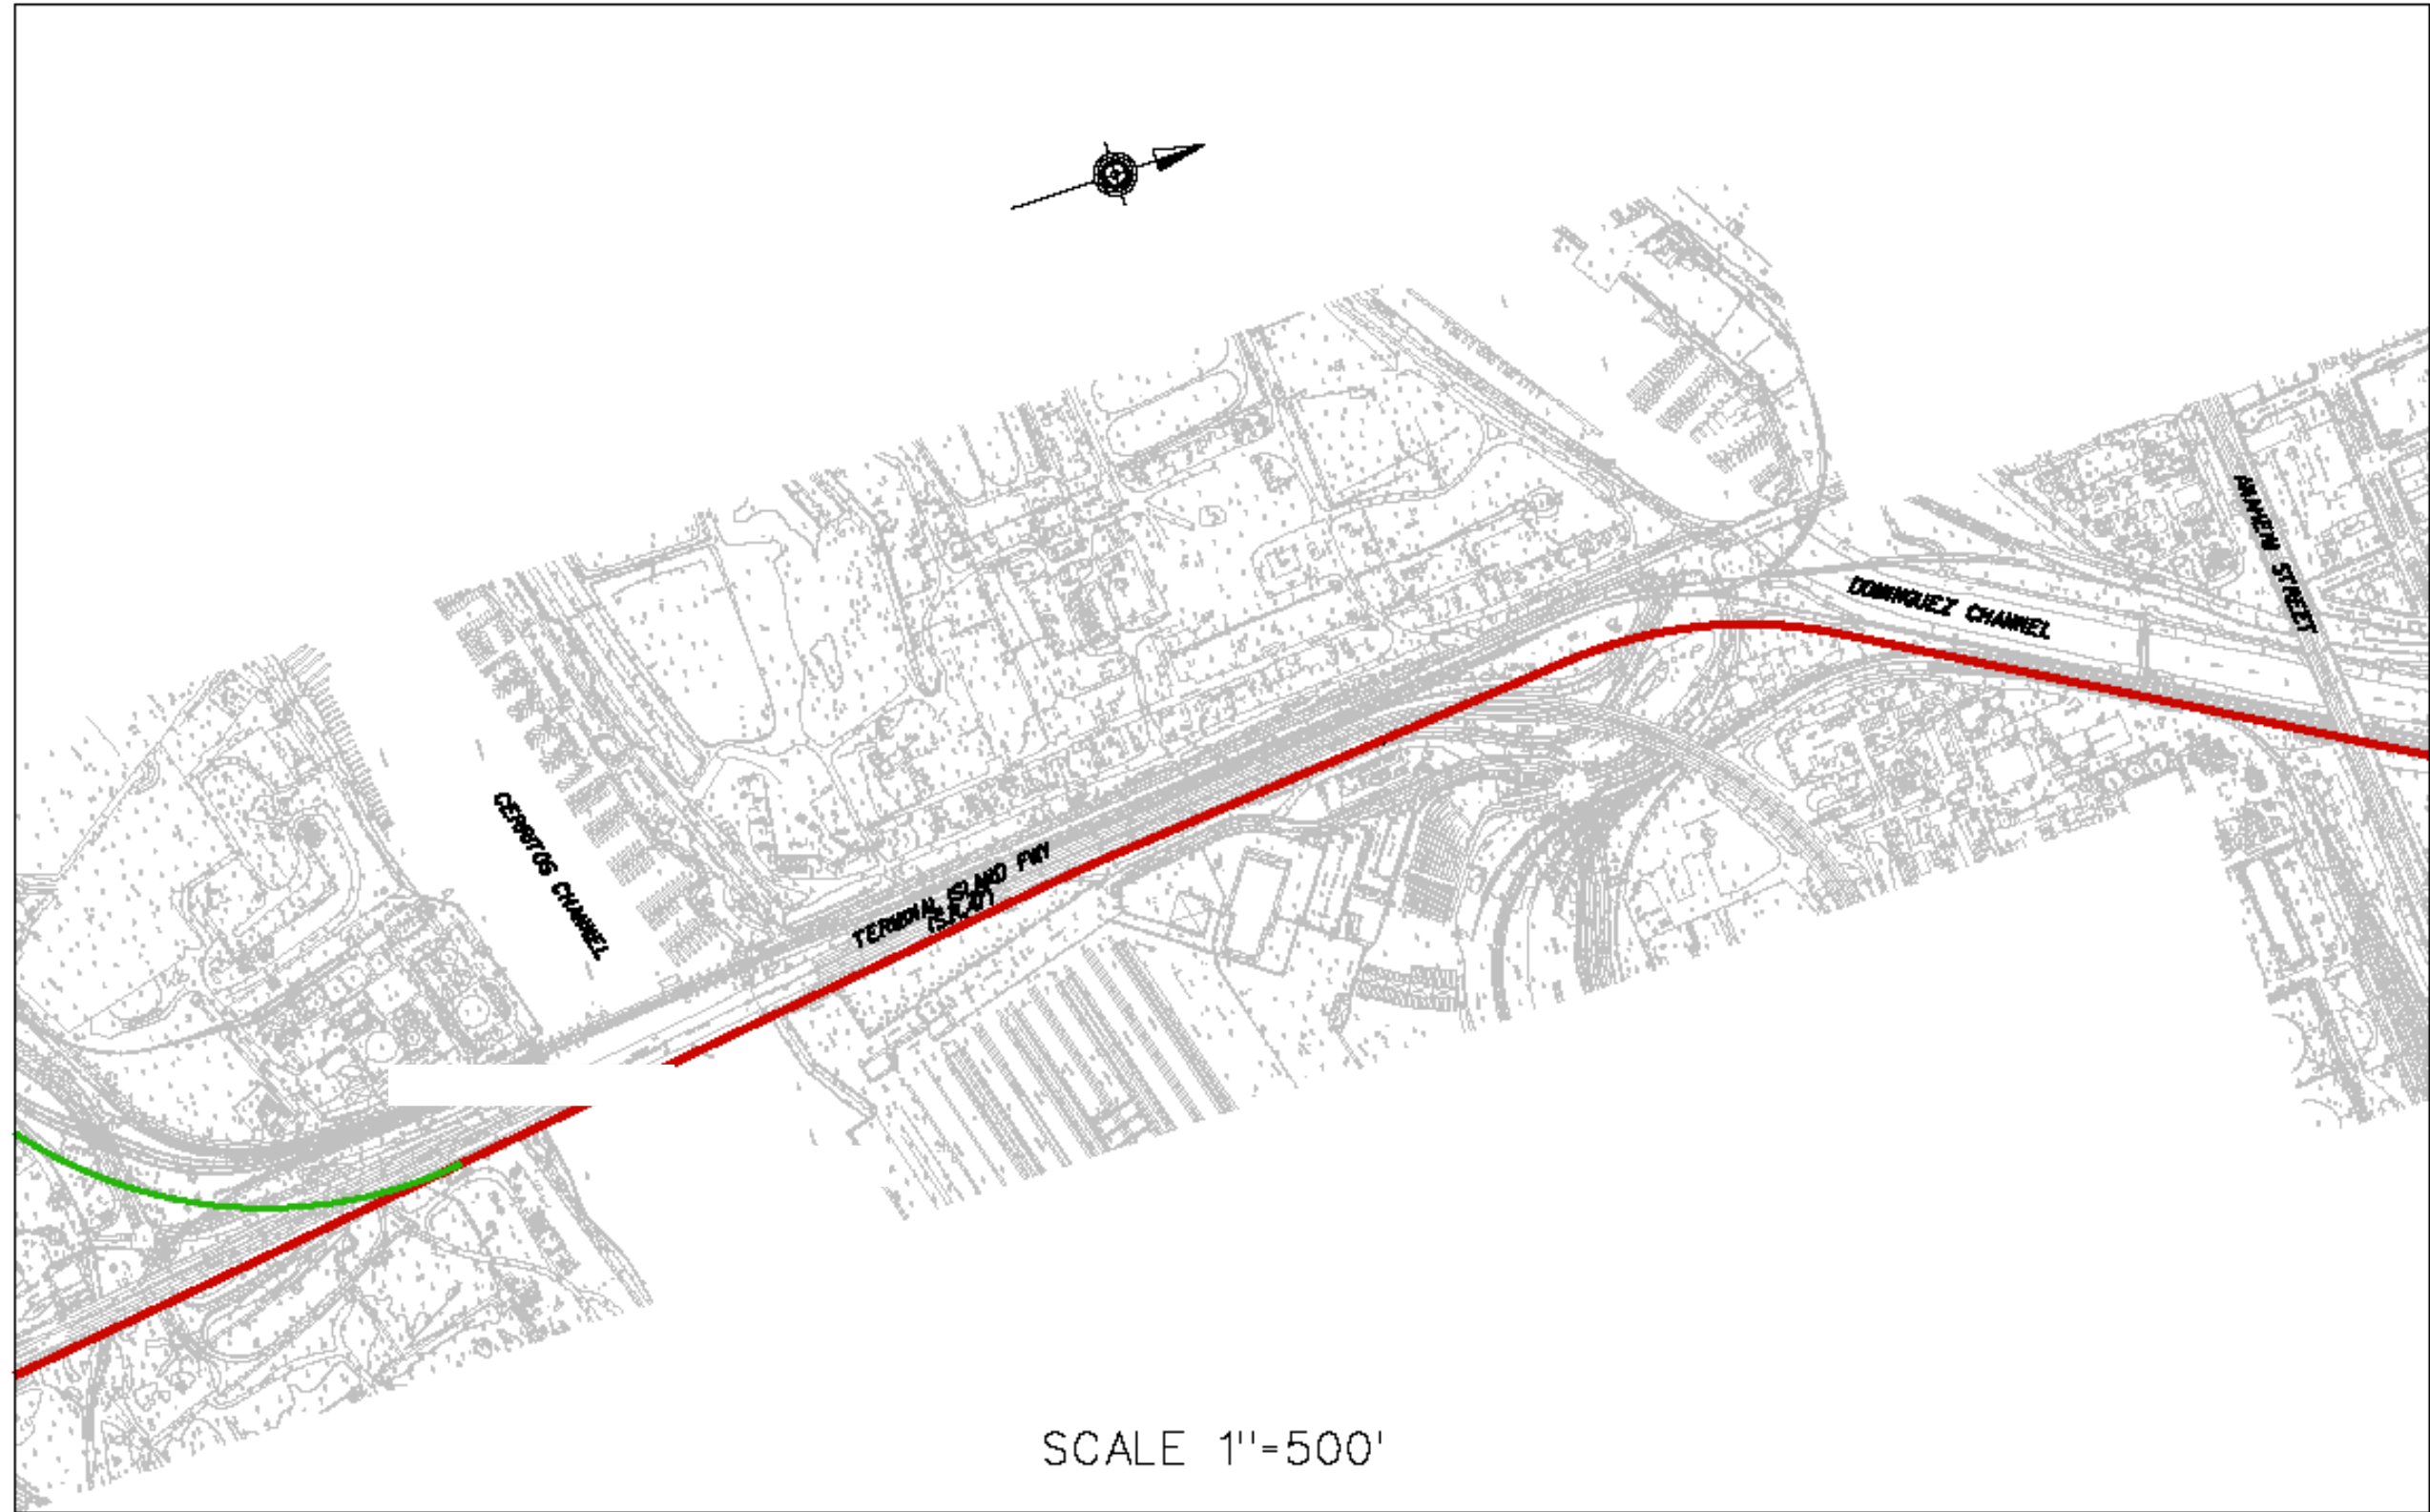 ANAHEIM STREET
DOMINGUEZ CHANNEL
CERRITOS CHANNEL
TERMINAL ISLAND FWY
SCALE 1"=500'